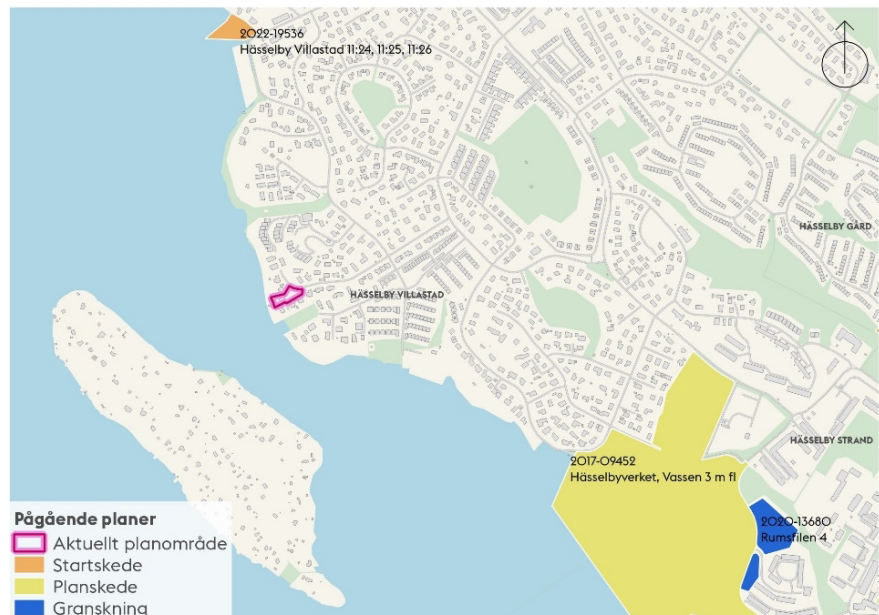 2022-19536
Hässelby Villastad 11:24, 11:25, 11:26
HÄSSELBY GÅRD
HÄSSELBY VILLASTAD
HÄSSELBY STRAND
2017-09452
Hässelbyverket, Vassen 3 m fl
2020-13680
Rumsfilen 4
Pågående planer
Aktuellt planområde
Startskede
Planskede
Granskning